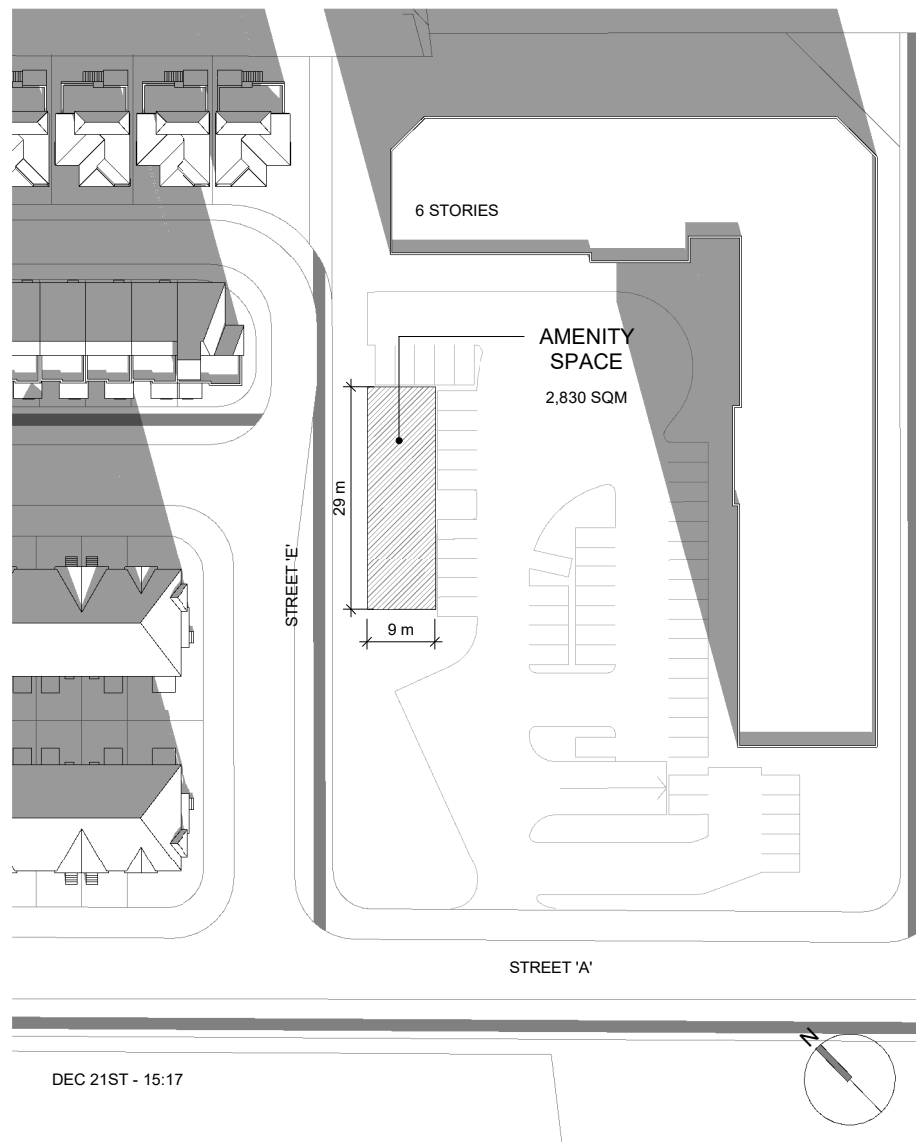 6 STORIES
AMENITY
SPACE
2,830 SQM
29 m
9 m
STREET 'E'
STREET 'A'
N
DEC 21ST - 15:17